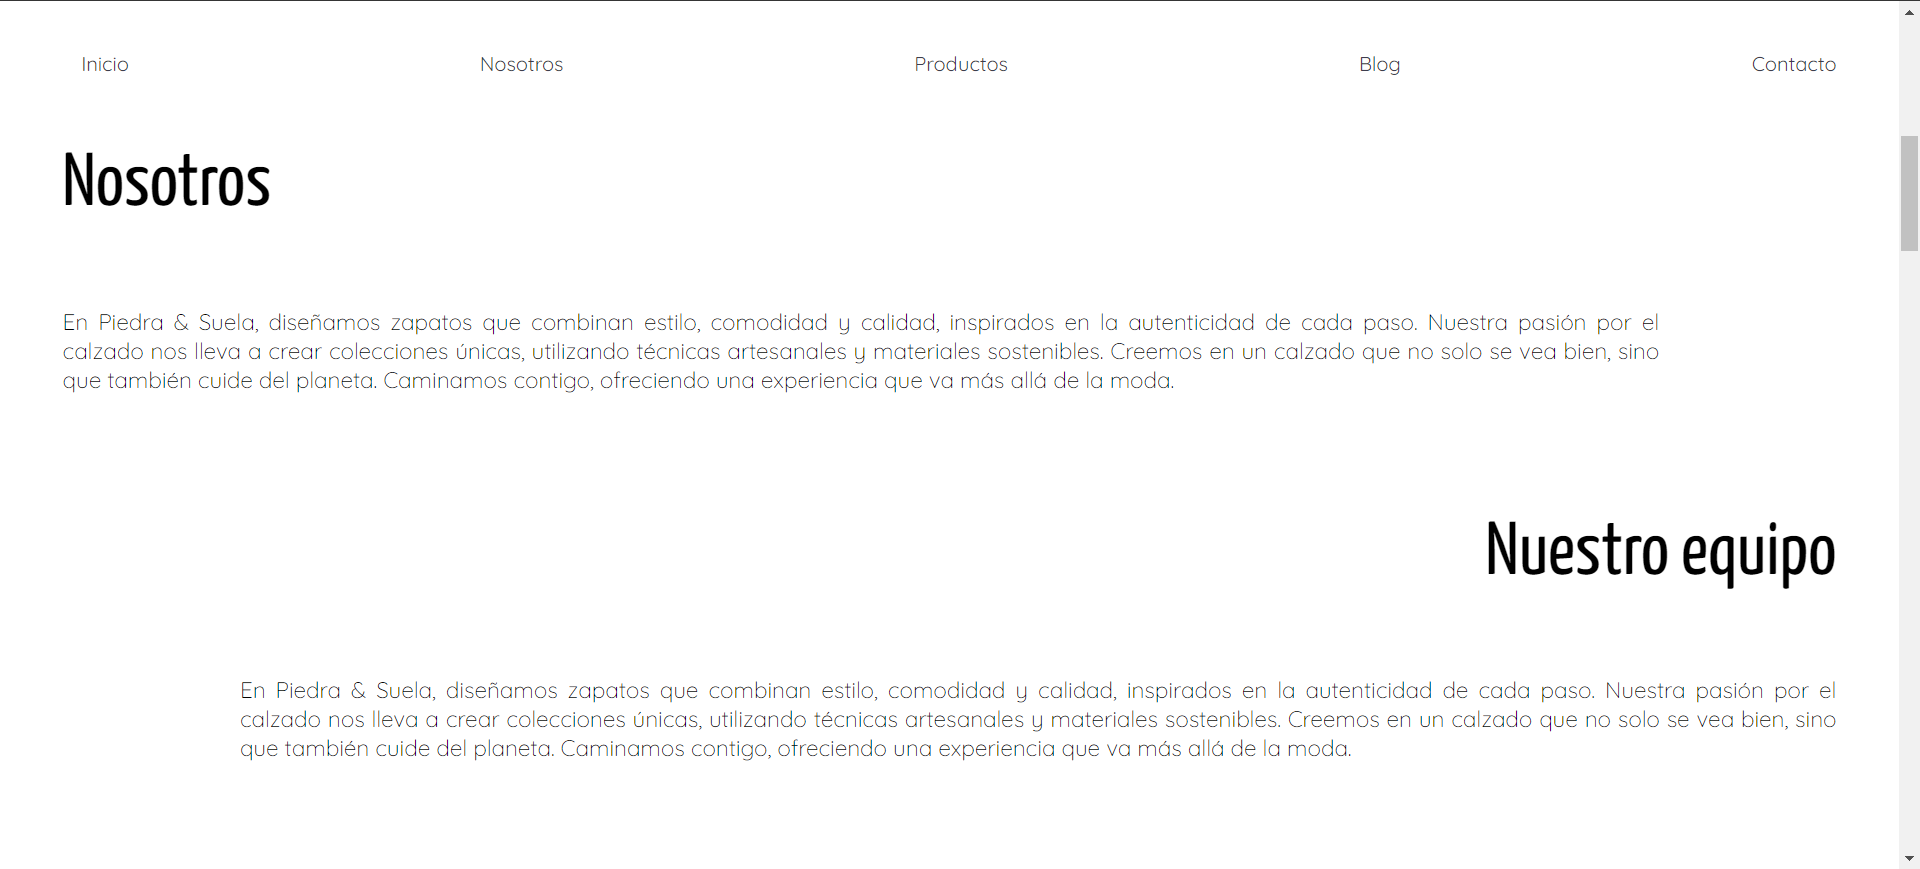 Inicio Nosotros Productos Blog Contacto
Nosotros
En Piedra & Suela, diseñamos zapatos que combinan estilo, comodidad y calidad, inspirados en la autenticidad de cada paso. Nuestra pasión por el
calzado nos lleva a crear colecciones únicas, utilizando técnicas artesanales y materiales sostenibles. Creemos en un calzado que no solo se vea bien, sino
que también cuide del planeta. Caminamos contigo, ofreciendo una experiencia que va más allá de la moda.
Nuestro equipo
En Piedra & Suela, diseñamos zapatos que combinan estilo, comodidad y calidad, inspirados en la autenticidad de cada paso. Nuestra pasión por el
calzado nos lleva a crear colecciones únicas, utilizando técnicas artesanales y materiales sostenibles. Creemos en un calzado que no solo se vea bien, sino
que también cuide del planeta. Caminamos contigo, ofreciendo una experiencia que va más allá de la moda.